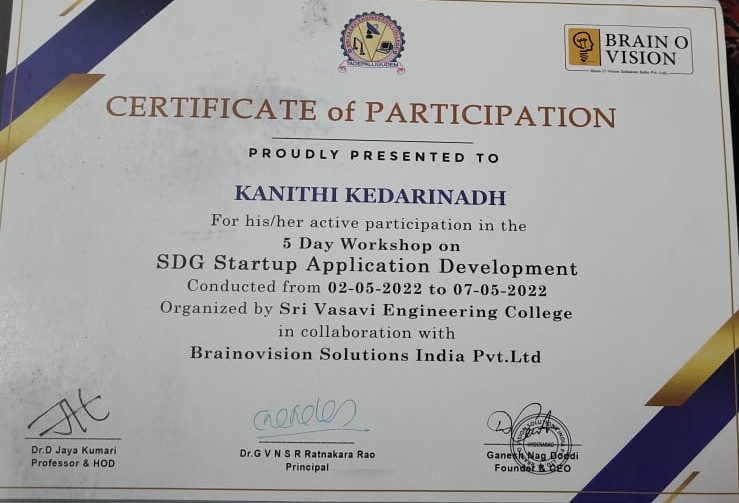 TADEPALLIGUDEM
BRAIN O
VISION
Brain O Vision Solutions India Pvt. Ltd.,
CERTIFICATE of PARTICIPATION
PROUDLY PRESENTED TO
KANITHI KEDARINADH
For his/her active participation in the
5 Day Workshop on
SDG Startup Application Development
Conducted from 02-05-2022 to 07-05-2022
Organized by Sri Vasavi Engineering College
in collaboration with
Brainovision Solutions India Pvt.Ltd
Dr.D Jaya Kumari
Professor & HOD
Dr.G V N S R Ratnakara Rao
Principal
Ganesh Nag Doddi
Founder & CEO
HYDERABAD